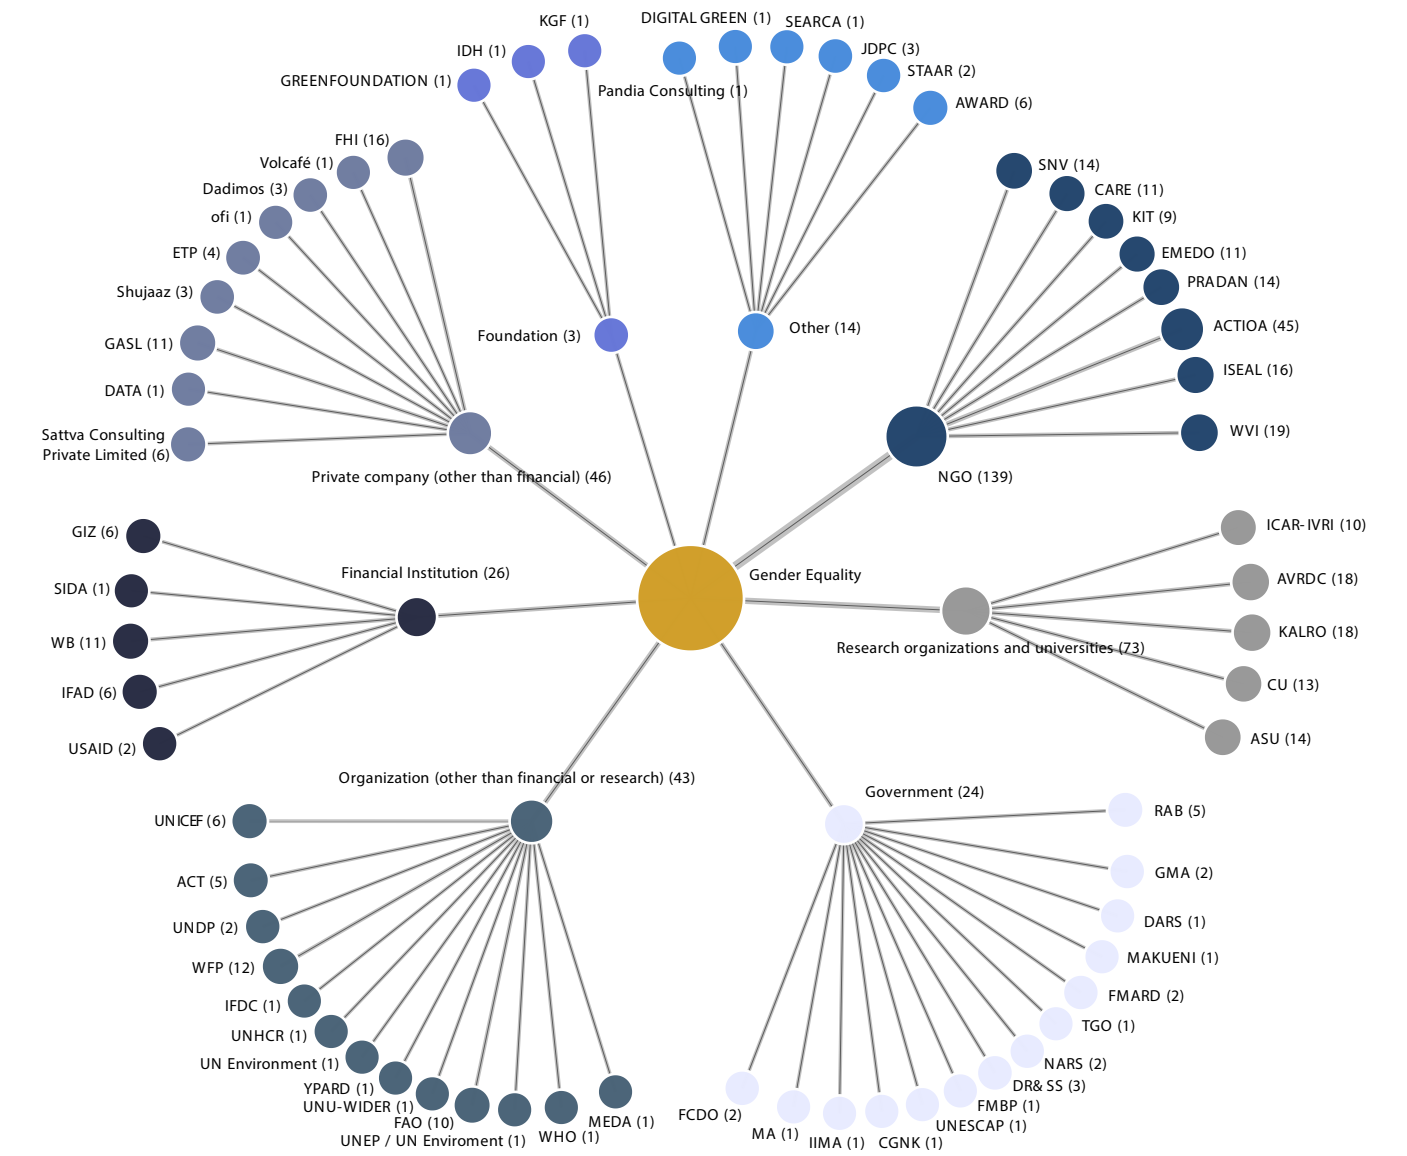 KGF (1)
DIGITAL GREEN (1)
SEARCA (1)
IDH (1)
JDPC (3)
GREENFOUNDATION (1)
STAAR (2)
Pandia Consulting (1)
AWARD (6)
FHI (16)
Volcafé (1)
SNV (14)
Dadimos (3)
CARE (11)
ofi (1)
KIT (9)
ETP (4)
EMEDO (11)
Shujaaz (3)
PRADAN (14)
Foundation (3)
Other (14)
ACTIOA (45)
GASL (11)
ISEAL (16)
DATA (1)
Sattva Consulting
Private Limited (6)
WVI (19)
Private company (other than financial) (46)
NGO (139)
GIZ (6)
ICAR-IVRI (10)
Financial Institution (26)
Gender Equality
AVRDC (18)
SIDA (1)
WB (11)
KALRO (18)
Research organizations and universities (73)
IFAD (6)
CU (13)
USAID (2)
ASU (14)
Organization (other than financial or research) (43)
Government (24)
UNICEF (6)
RAB (5)
ACT (5)
GMA (2)
UNDP (2)
DARS (1)
WFP (12)
MAKUENI (1)
IFDC (1)
FMARD (2)
UNHCR (1)
TGO (1)
UN Environment (1)
NARS (2)
YPARD (1)
DR& SS (3)
UNU-WIDER (1)
FMBP (1)
FAO (10)
UNESCAP (1)
UNEP / UN Enviroment (1)
WHO (1)
MEDA (1)
FCDO (2)
MA (1)
IIMA (1)
CGNK (1)